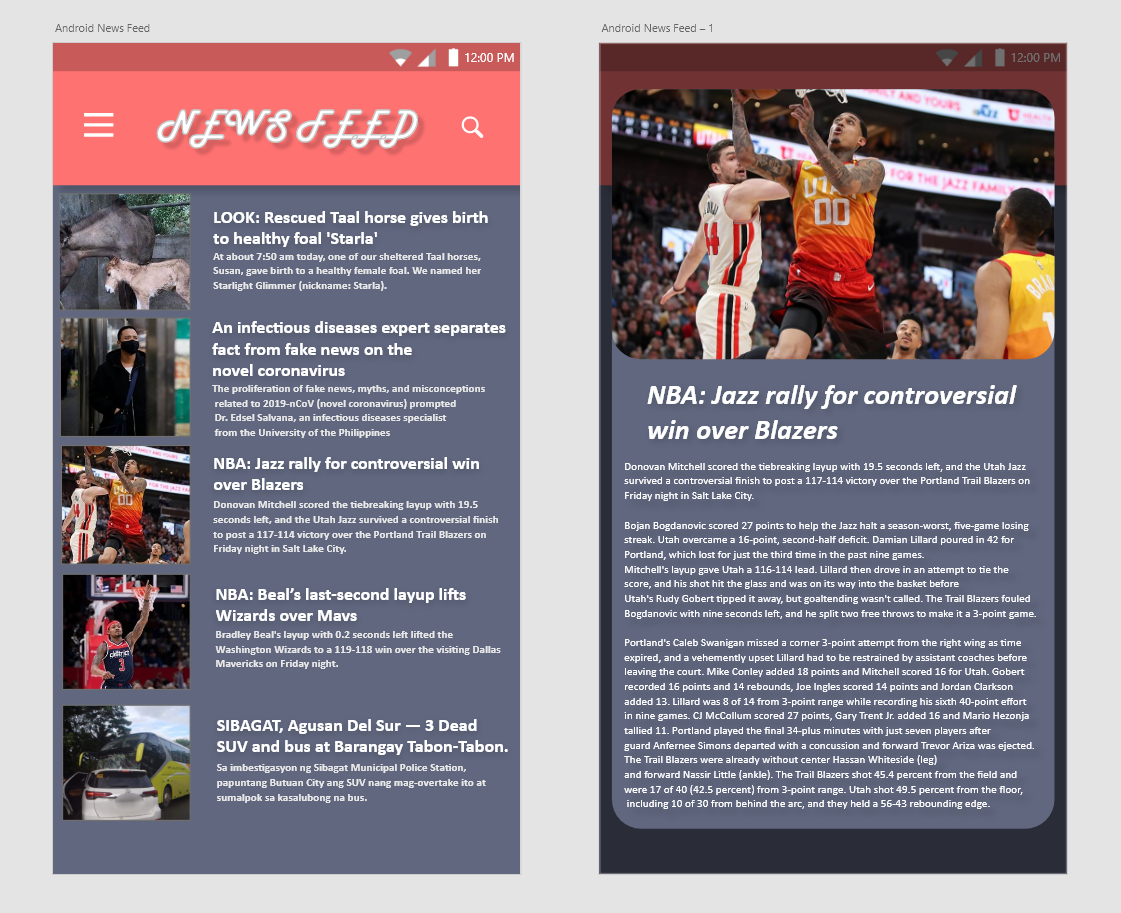 Android News Feed
12:00 PM
NEWS FEED
LOOK: Rescued Taal horse gives birth
to healthy foal 'Starla'
At about 7:50 am today, one of our sheltered Taal horses,
Susan, gave birth to a healthy female foal. We named her
Starlight Glimmer (nickname: Starla).
An infectious diseases expert separates
fact from fake news on the
novel coronavirus
The proliferation of fake news, myths, and misconceptions
related to 2019-nCoV (novel coronavirus) prompted
Dr. Edsel Salvana, an infectious diseases specialist
from the University of the Philippines
NBA: Jazz rally for controversial win
over Blazers
Donovan Mitchell scored the tiebreaking layup with 19.5
seconds left, and the Utah Jazz survived a controversial finish
to post a 117-114 victory over the Portland Trail Blazers on
Friday night in Salt Lake City.
NBA: Beal’s last-second layup lifts
Wizards over Mavs
Bradley Beal's layup with 0.2 seconds left lifted the
Washington Wizards to a 119-118 win over the visiting Dallas
Mavericks on Friday night.
SIBAGAT, Agusan Del Sur — 3 Dead
SUV and bus at Barangay Tabon-Tabon.
Sa imbestigasyon ng Sibagat Municipal Police Station,
papuntang Butuan City ang SUV nang mag-overtake ito at
sumalpok sa kasalubong na bus.
Android News Feed – 1
12:00 PM
FAMILY AND YOURS
FOR THE JAZZ FAMILY
UTAH
00
NBA: Jazz rally for controversial
win over Blazers
Donovan Mitchell scored the tiebreaking layup with 19.5 seconds left, and the Utah Jazz
survived a controversial finish to post a 117-114 victory over the Portland Trail Blazers on
Friday night in Salt Lake City.
Bojan Bogdanovic scored 27 points to help the Jazz halt a season-worst, five-game losing
streak. Utah overcame a 16-point, second-half deficit. Damian Lillard poured in 42 for
Portland, which lost for just the third time in the past nine games.
Mitchell's layup gave Utah a 116-114 lead. Lillard then drove in an attempt to tie the
score, and his shot hit the glass and was on its way into the basket before
Utah's Rudy Gobert tipped it away, but goaltending wasn't called. The Trail Blazers fouled
Bogdanovic with nine seconds left, and he split two free throws to make it a 3-point game.
Portland's Caleb Swanigan missed a corner 3-point attempt from the right wing as time
expired, and a vehemently upset Lillard had to be restrained by assistant coaches before
leaving the court. Mike Conley added 18 points and Mitchell scored 16 for Utah. Gobert
recorded 16 points and 14 rebounds, Joe Ingles scored 14 points and Jordan Clarkson
added 13. Lillard was 8 of 14 from 3-point range while recording his sixth 40-point effort
in nine games. CJ McCollum scored 27 points, Gary Trent Jr. added 16 and Mario Hezonja
tallied 11. Portland played the final 34-plus minutes with just seven players after
guard Anfernee Simons departed with a concussion and forward Trevor Ariza was ejected.
The Trail Blazers were already without center Hassan Whiteside (leg)
and forward Nassir Little (ankle). The Trail Blazers shot 45.4 percent from the field and
were 17 of 40 (42.5 percent) from 3-point range. Utah shot 49.5 percent from the floor,
including 10 of 30 from behind the arc, and they held a 56-43 rebounding edge.